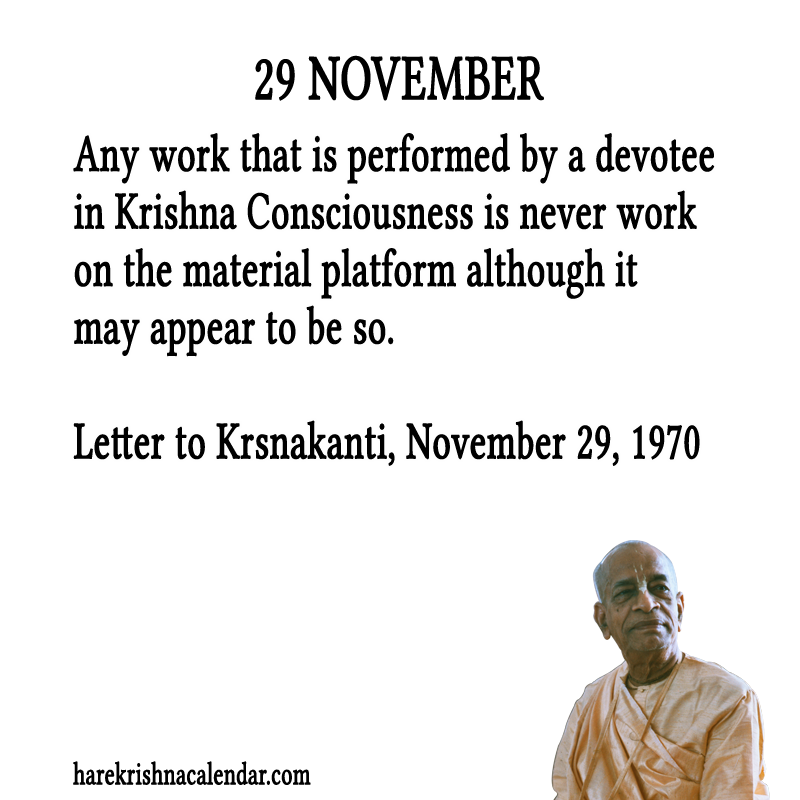 29 NOVEMBER
Any work that is performed by a devotee
in Krishna Consciousness is never work
on the material platform although it
may appear to be so.
Letter to Krsnakanti, November 29, 1970
harekrishnacalendar.com